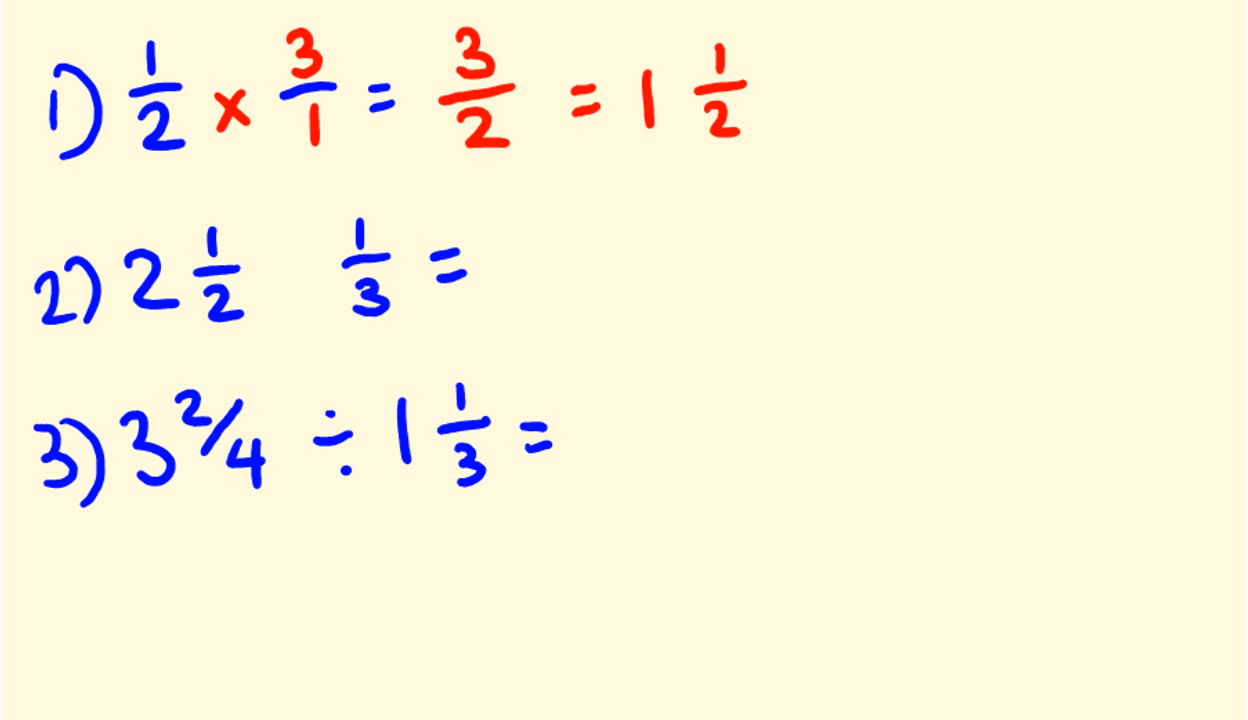 1) 1/2 x 3/1 = 3/2 = 1 1/2
2) 2 1/2 1/3 =
3) 3 2/4 ÷ 1 1/3 =